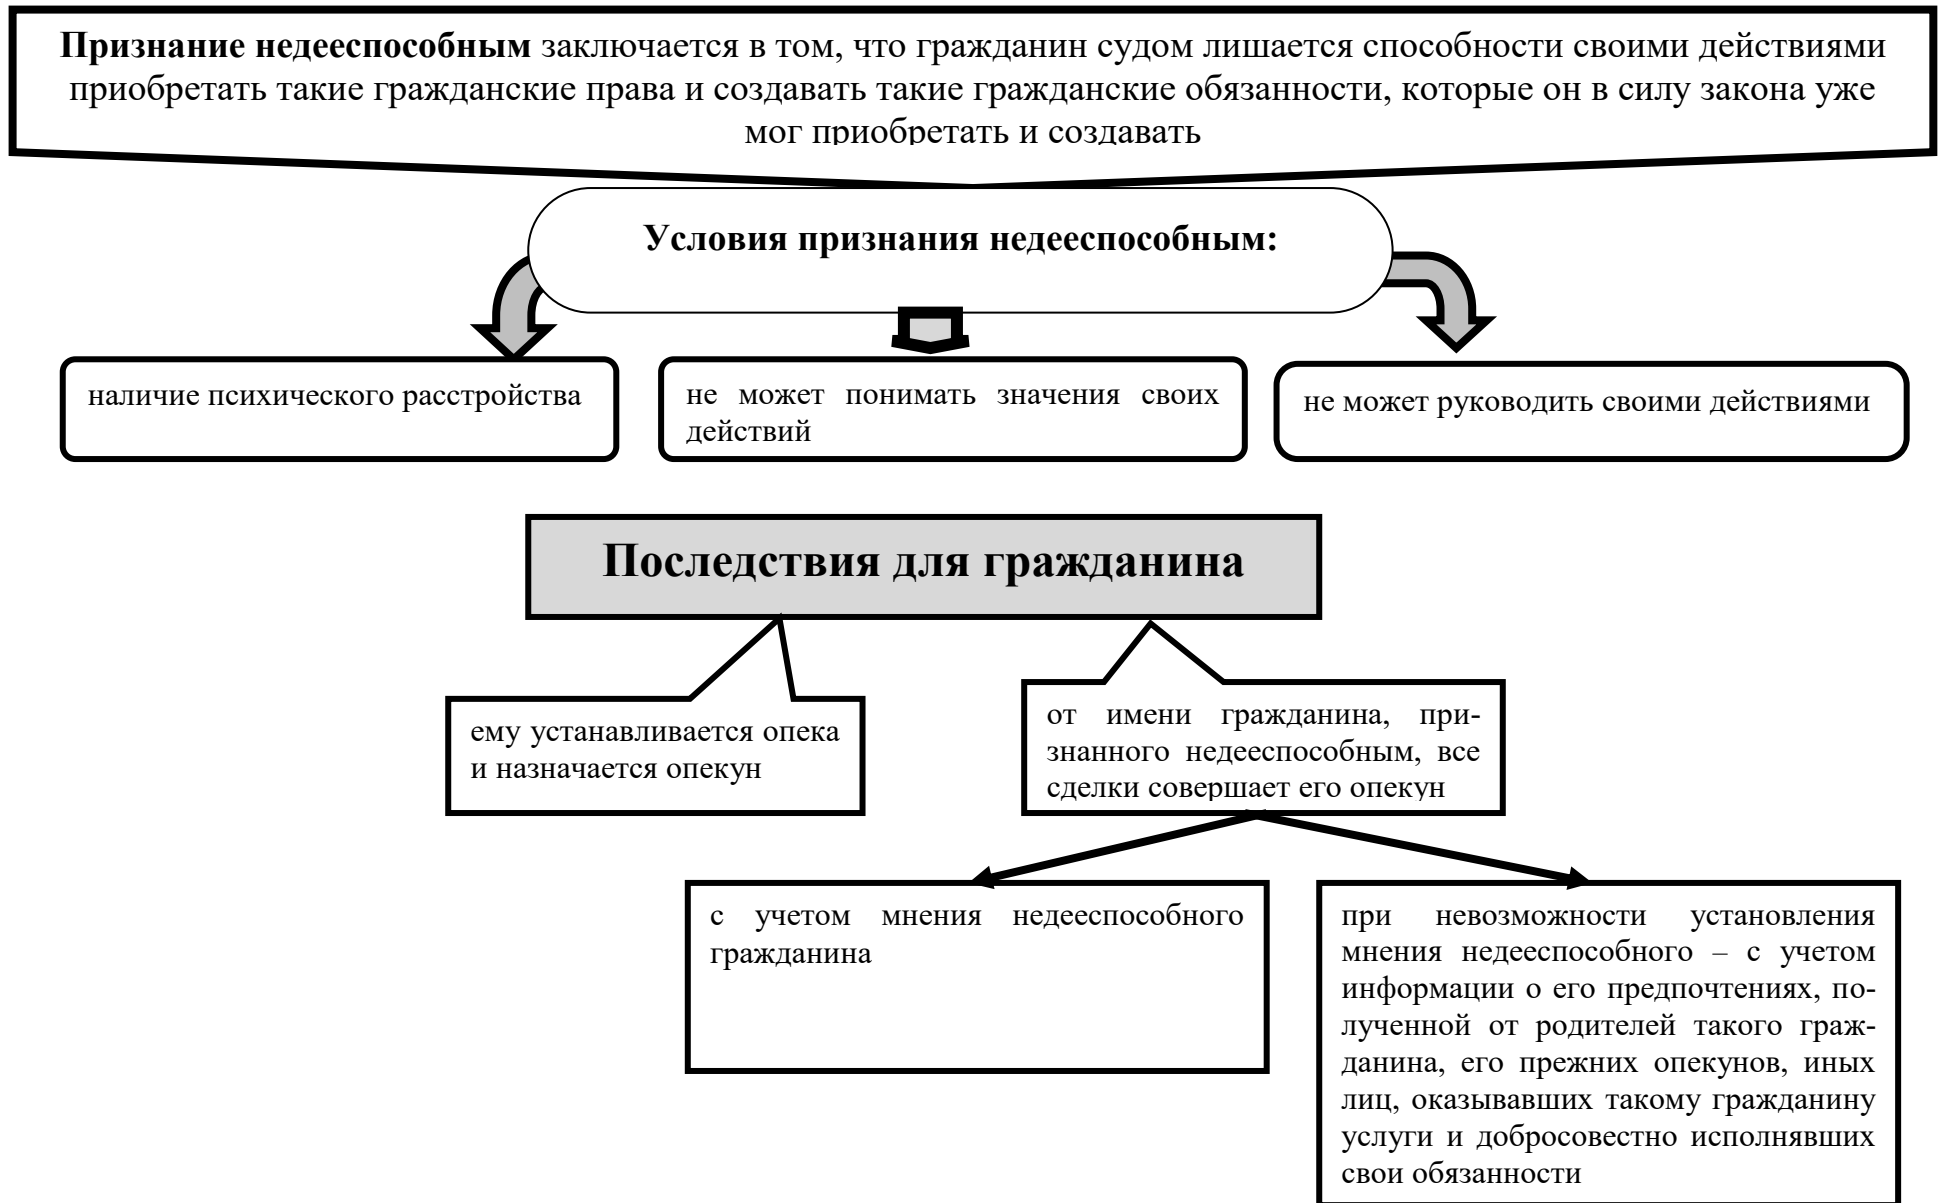 Признание недееспособным заключается в том, что гражданин судом лишается способности своими действиями
приобретать такие гражданские права и создавать такие гражданские обязанности, которые он в силу закона уже
мог приобретать и создавать
Условия признания недееспособным:
наличие психического расстройства
не может понимать значения своих
действий
не может руководить своими действиями
Последствия для гражданина
ему устанавливается опека
и назначается опекун
от имени гражданина, при-
знанного недееспособным, все
сделки совершает его опекун
с учетом мнения недееспособного
гражданина
при невозможности установления
мнения недееспособного – с учетом
информации о его предпочтениях, по-
лученной от родителей такого граж-
данина, его прежних опекунов, иных
лиц, оказывавших такому гражданину
услуги и добросовестно исполнявших
свои обязанности